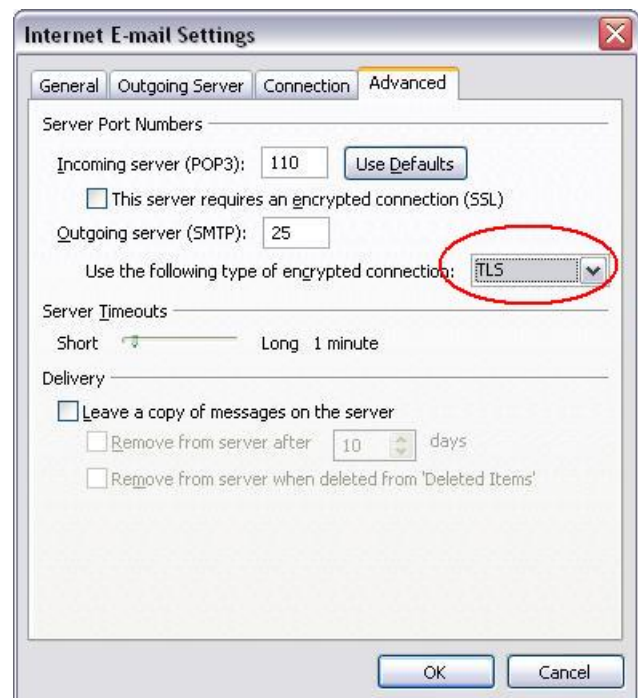 Internet E-mail Settings
General Outgoing Server Connection Advanced
Server Port Numbers
Incoming server (POP3): 110 Use Defaults
This server requires an encrypted connection (SSL)
Outgoing server (SMTP): 25
Use the following type of encrypted connection: TLS
Server Timeouts
Short Long 1 minute
Delivery
Leave a copy of messages on the server
Remove from server after 10 days
Remove from server when deleted from 'Deleted Items'
OK Cancel